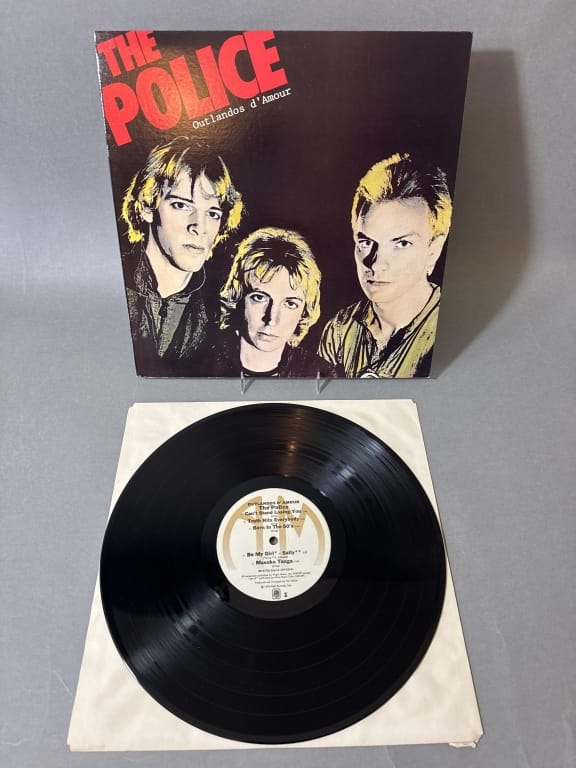 THE
POLICE
Outlandos d'Amour
A&M
OUTLANDOS D' AMOUR
The Police
Can't Stand Losing You
Truth Hits Everybody
Born In The 50's
Be My Girl* - Sally**
Masoko Tanga